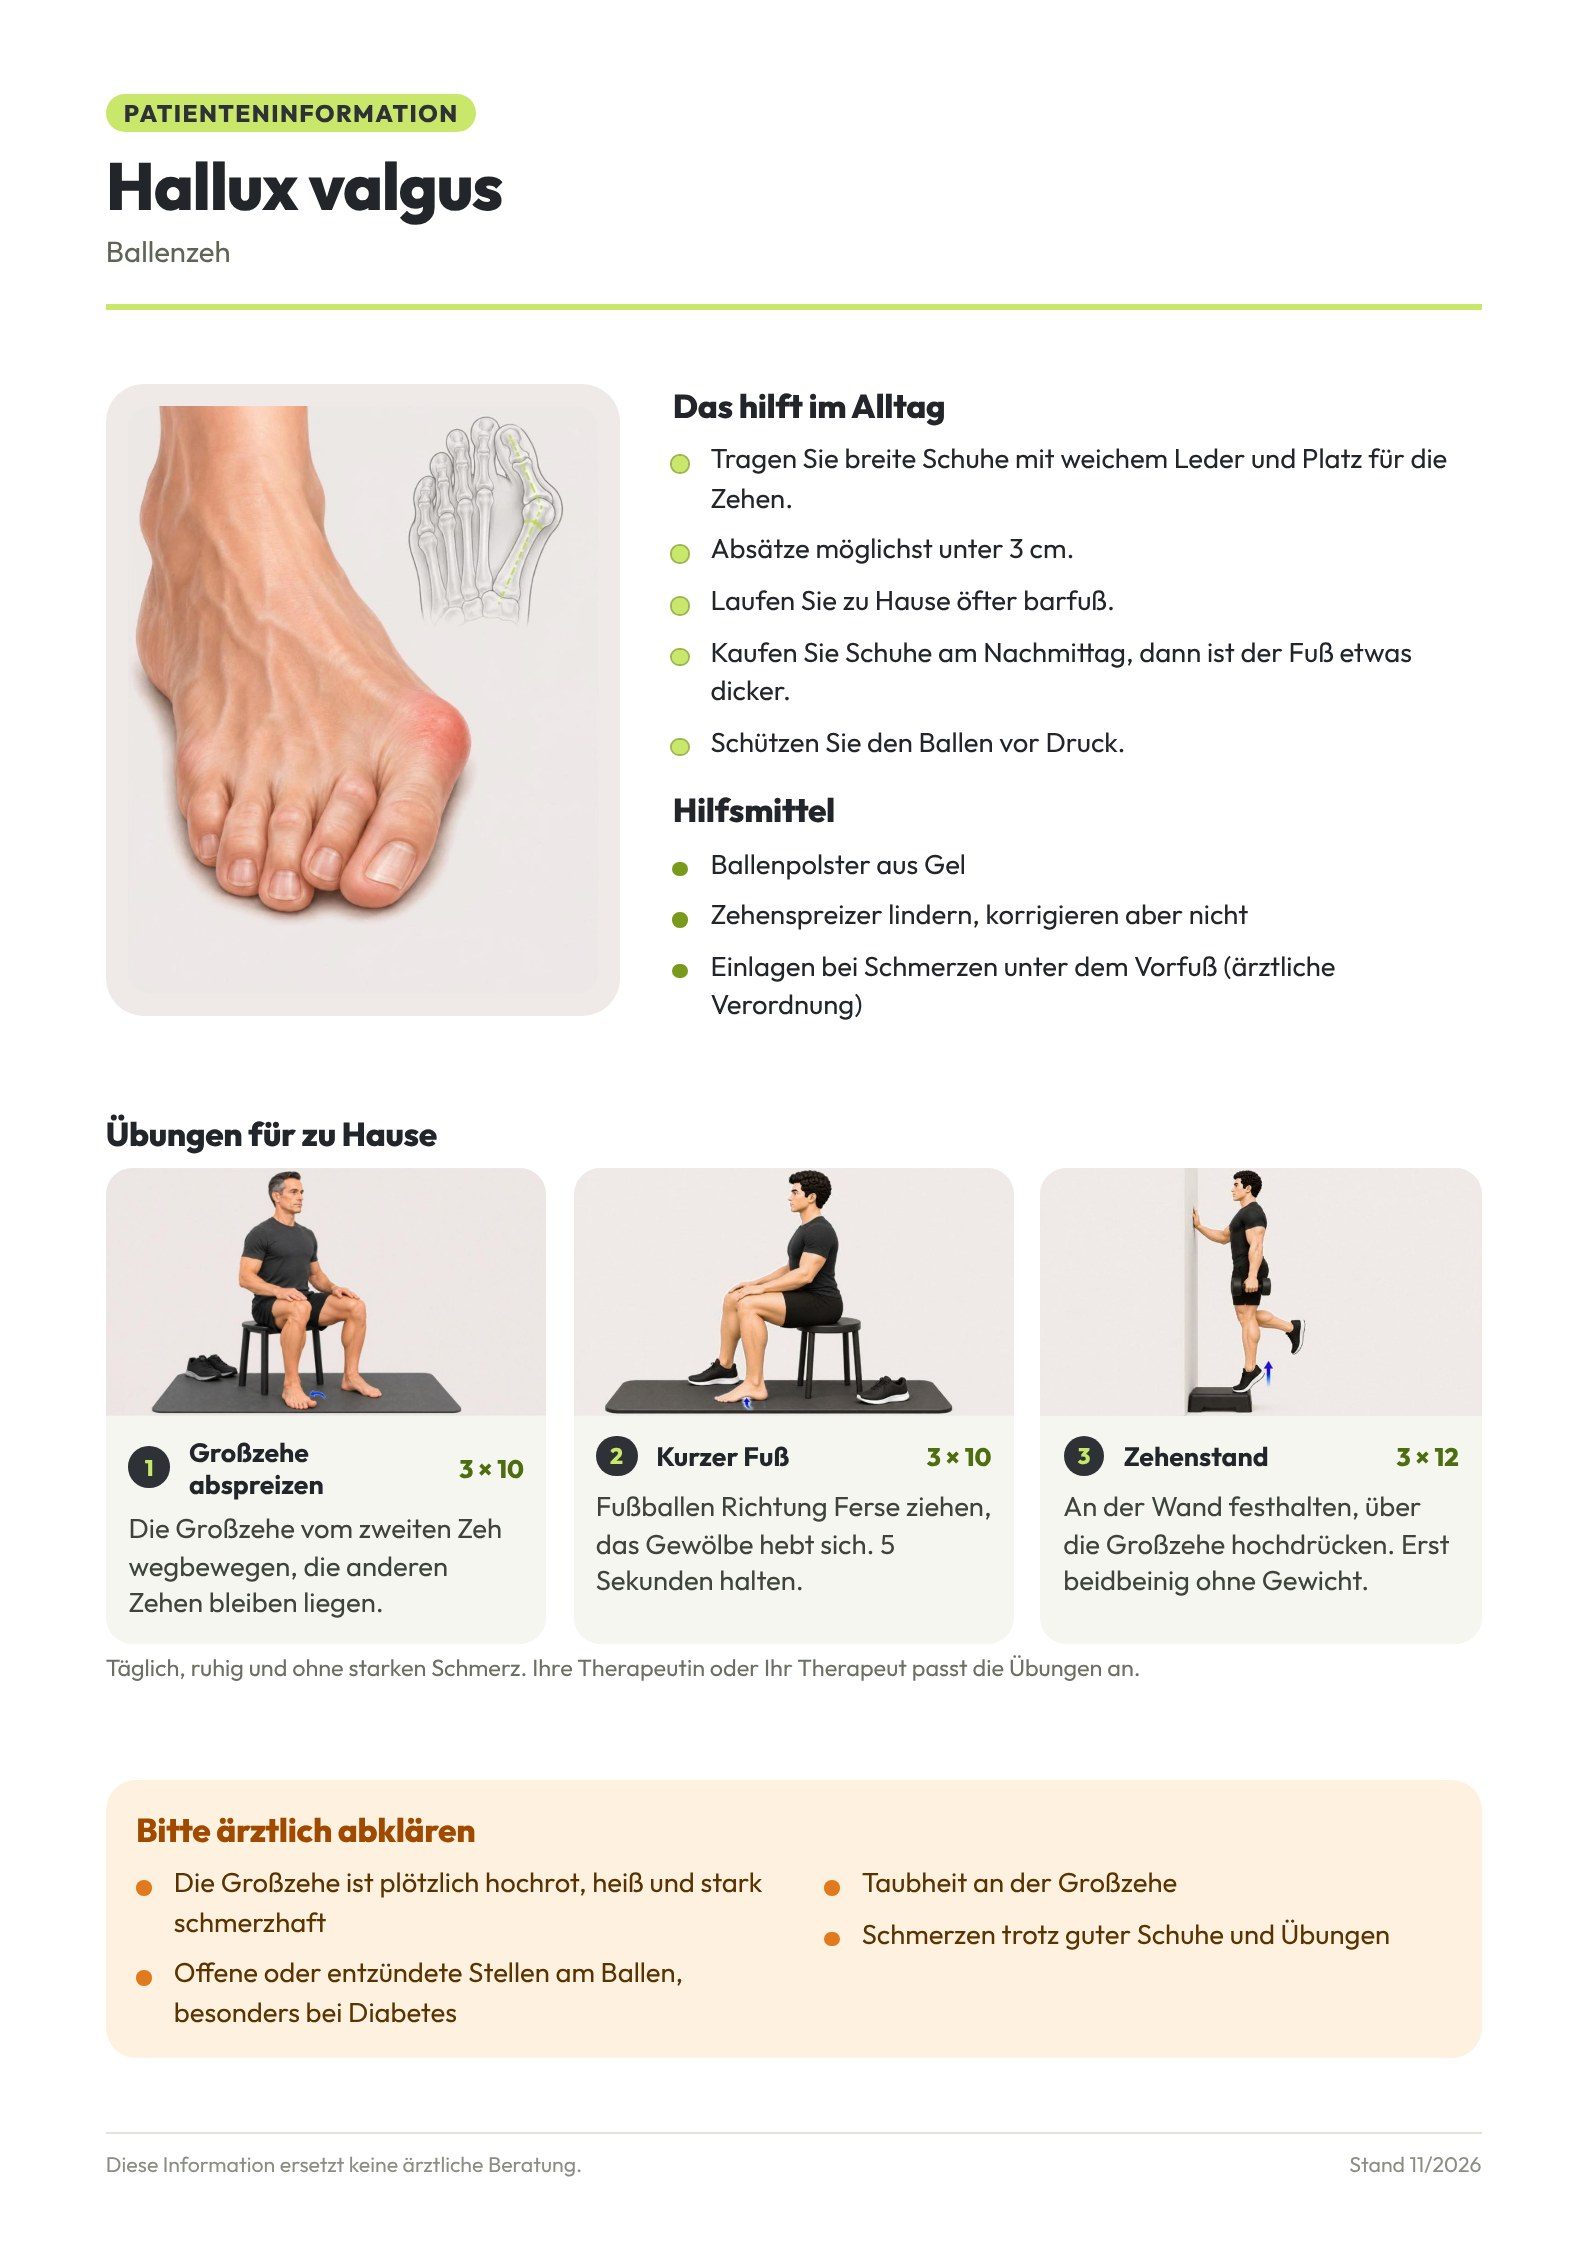 PATIENTENINFORMATION
Hallux valgus
Ballenzeh
Das hilft im Alltag
Tragen Sie breite Schuhe mit weichem Leder und Platz für die
Zehen.
Absätze möglichst unter 3 cm.
Laufen Sie zu Hause öfter barfuß.
Kaufen Sie Schuhe am Nachmittag, dann ist der Fuß etwas
dicker.
Schützen Sie den Ballen vor Druck.
Hilfsmittel
Ballenpolster aus Gel
Zehenspreizer lindern, korrigieren aber nicht
Einlagen bei Schmerzen unter dem Vorfuß (ärztliche
Verordnung)
Übungen für zu Hause
1 Großzehe
abspreizen
3 × 10
Die Großzehe vom zweiten Zeh
wegbewegen, die anderen
Zehen bleiben liegen.
2 Kurzer Fuß 3 × 10
Fußballen Richtung Ferse ziehen,
das Gewölbe hebt sich. 5
Sekunden halten.
3 Zehenstand 3 × 12
An der Wand festhalten, über
die Großzehe hochdrücken. Erst
beidbeinig ohne Gewicht.
Täglich, ruhig und ohne starken Schmerz. Ihre Therapeutin oder Ihr Therapeut passt die Übungen an.
Bitte ärztlich abklären
Die Großzehe ist plötzlich hochrot, heiß und stark
schmerzhaft
Offene oder entzündete Stellen am Ballen,
besonders bei Diabetes
Taubheit an der Großzehe
Schmerzen trotz guter Schuhe und Übungen
Diese Information ersetzt keine ärztliche Beratung.
Stand 11/2026